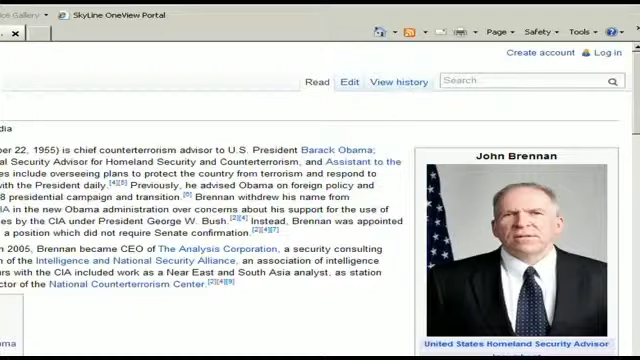 Gallery SkyLine OneView Portal
Page Safety Tools
Create account Log in
Read Edit View history Search
dia
John Brennan
ber 22, 1955) is chief counterterrorism advisor to U.S. President Barack Obama;
al Security Advisor for Homeland Security and Counterterrorism, and Assistant to the
es include overseeing plans to protect the country from terrorism and respond to
with the President daily.[4][5] Previously, he advised Obama on foreign policy and
8 presidential campaign and transition.[6] Brennan withdrew his name from
IA in the new Obama administration over concerns about his support for the use of
es by the CIA under President George W. Bush.[2][4] Instead, Brennan was appointed
a position which did not require Senate confirmation.[2][4][7]
n 2005, Brennan became CEO of The Analysis Corporation, a security consulting
n of the Intelligence and National Security Alliance, an association of intelligence
urs with the CIA included work as a Near East and South Asia analyst, as station
ctor of the National Counterterrorism Center.[2][4][8]
United States Homeland Security Advisor
oma